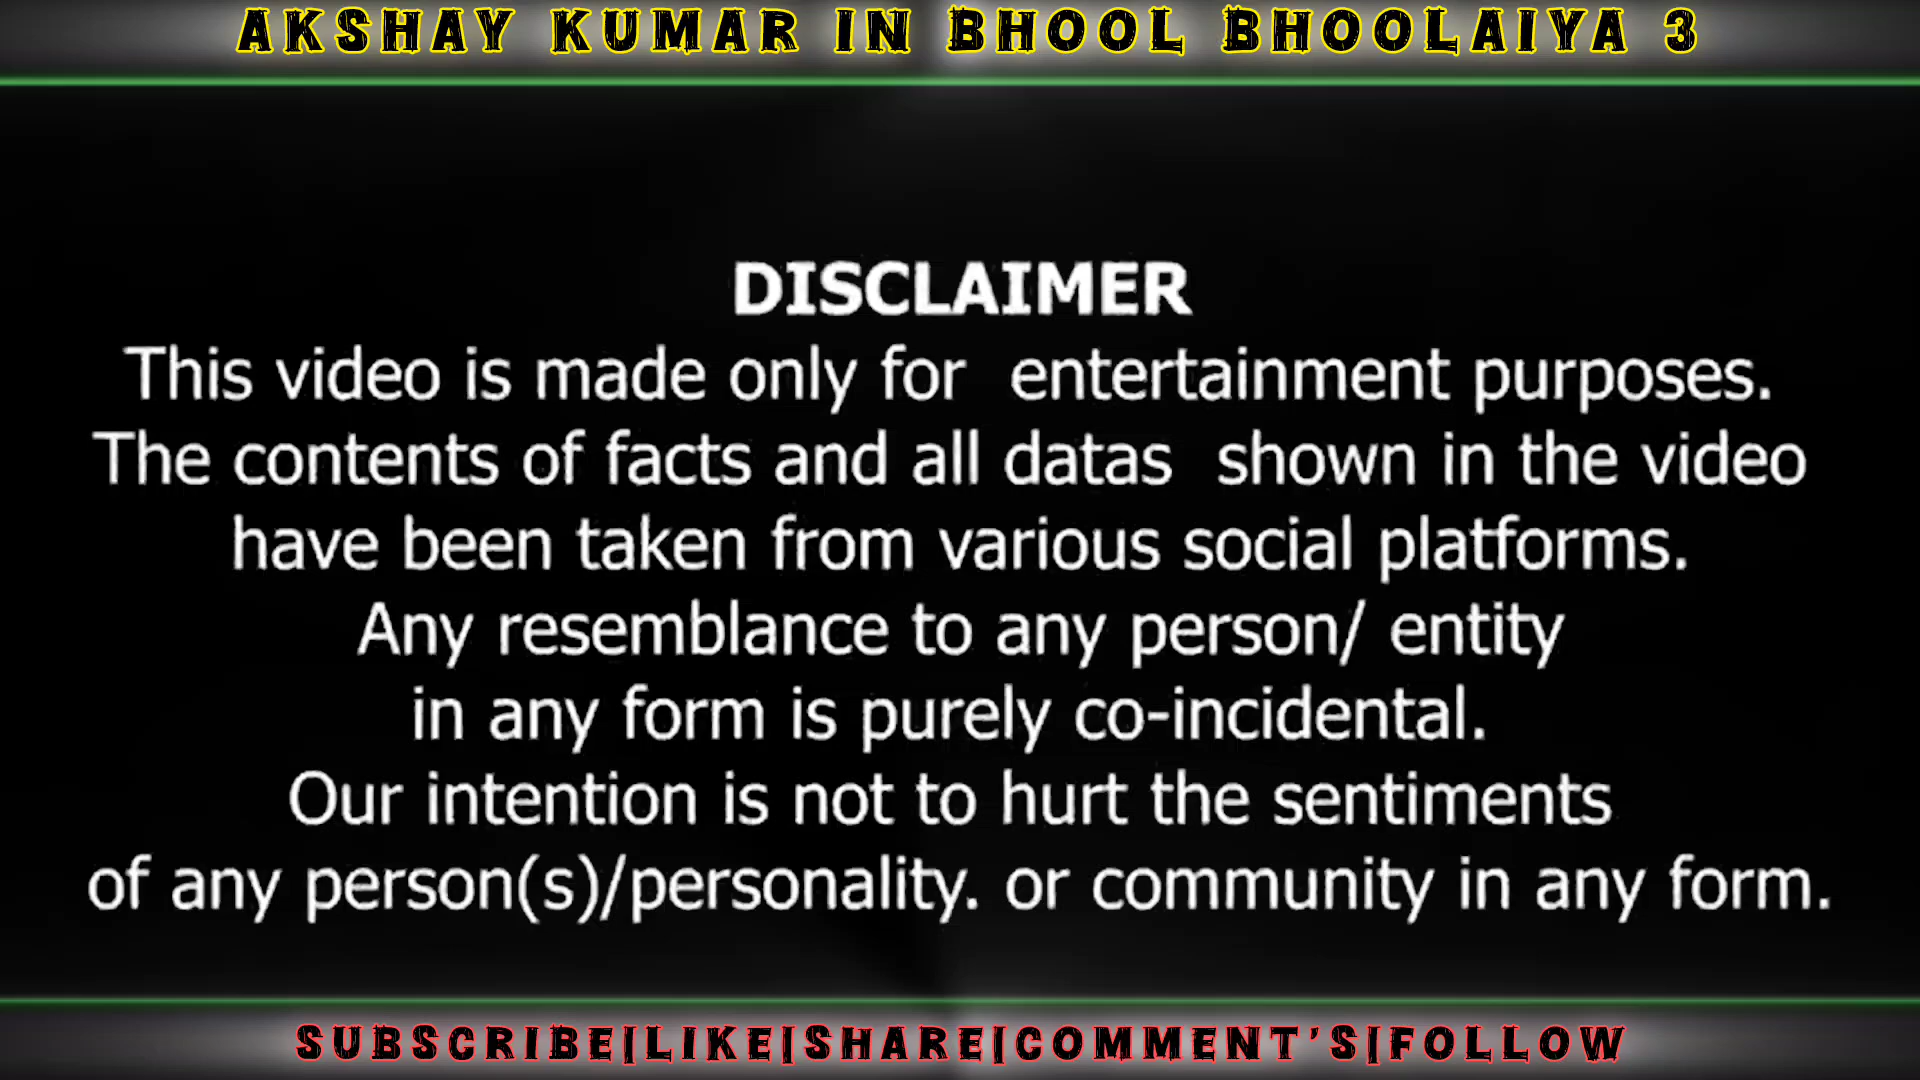 AKSHAY KUMAR IN BHOOL BHOOLAIYA 3
DISCLAIMER
This video is made only for entertainment purposes.
The contents of facts and all datas shown in the video
have been taken from various social platforms.
Any resemblance to any person/ entity
in any form is purely co-incidental.
Our intention is not to hurt the sentiments
of any person(s)/personality. or community in any form.
SUBSCRIBE|LIKE|SHARE|COMMENT'S|FOLLOW